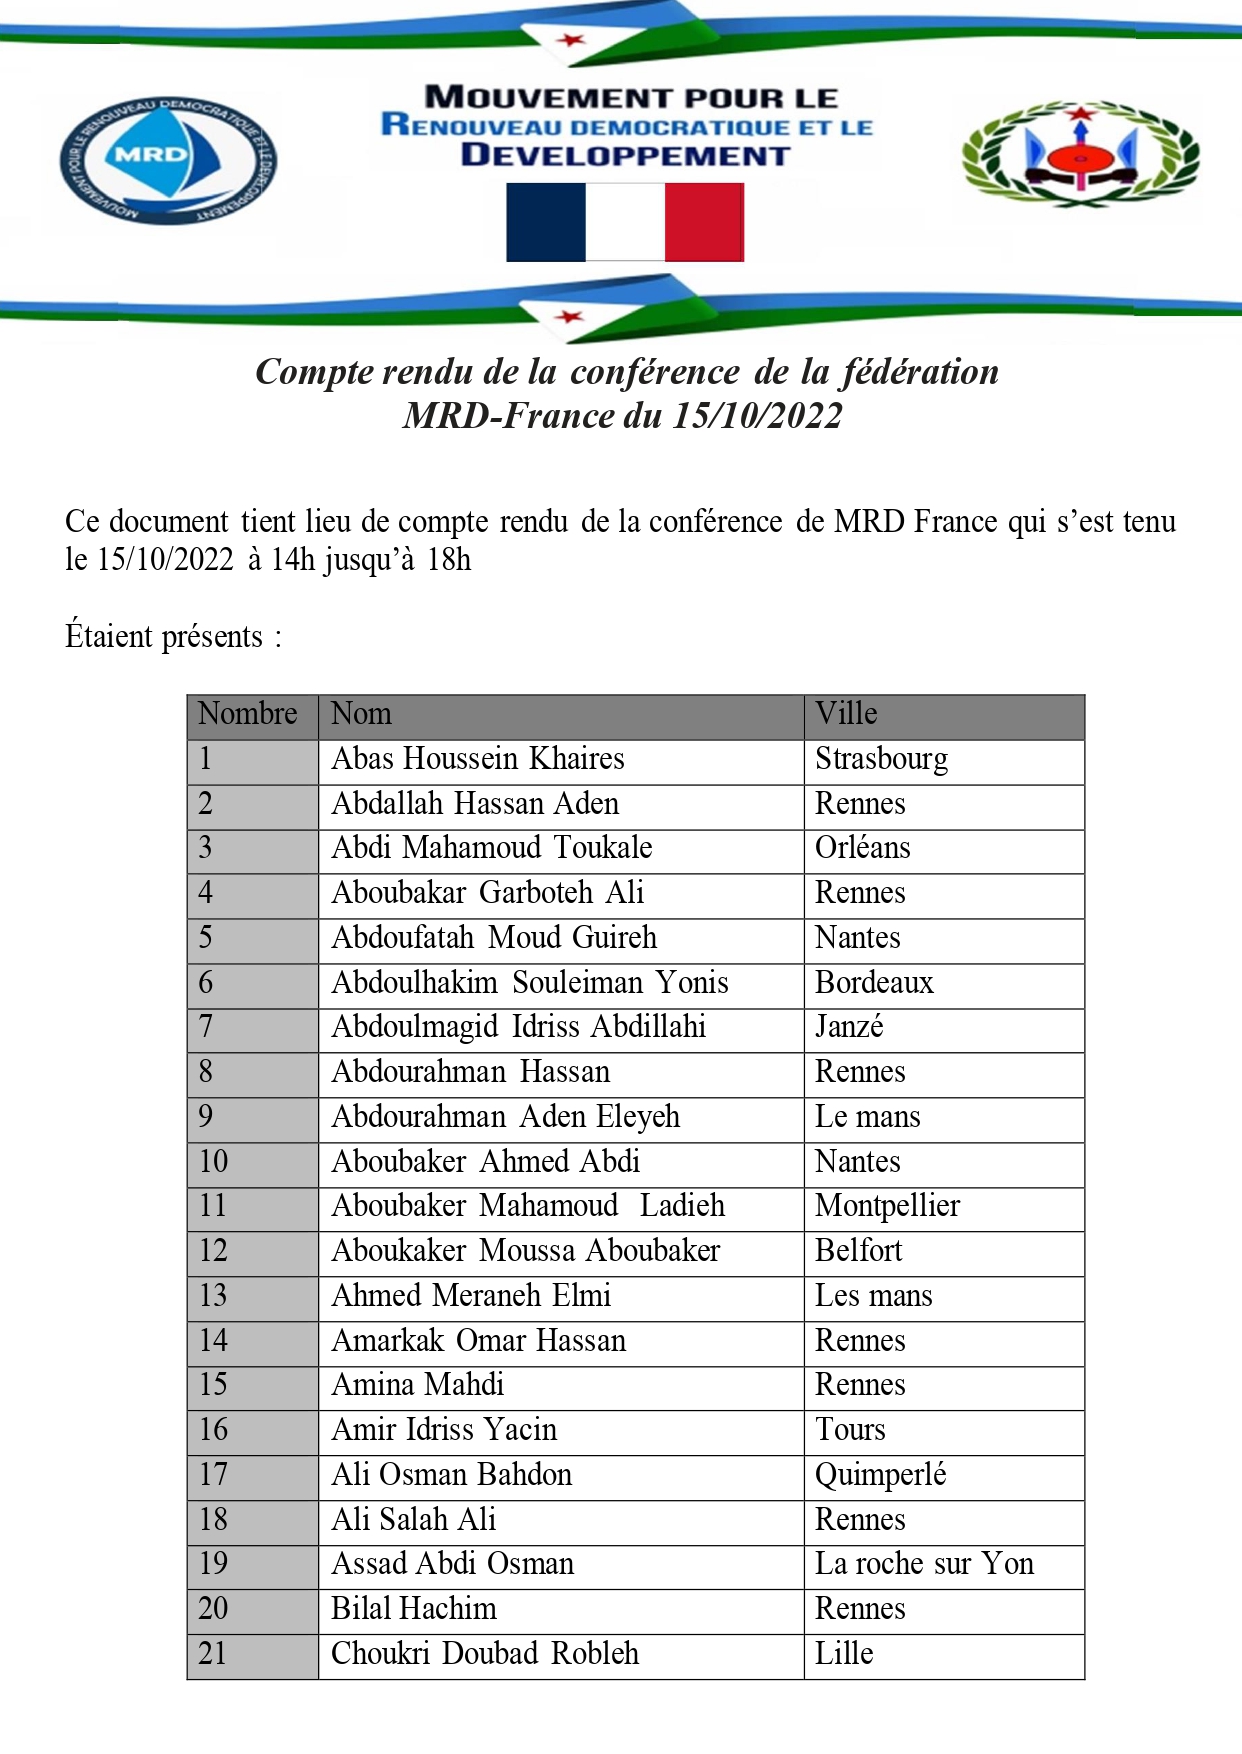 MOUVEMENT POUR LE RENOUVEAU DEMOCRATIQUE ET LE DEVELOPPEMENT
MRD
MOUVEMENT POUR LE
RENOUVEAU DEMOCRATIQUE ET LE
DEVELOPPEMENT
Compte rendu de la conférence de la fédération
MRD-France du 15/10/2022
Ce document tient lieu de compte rendu de la conférence de MRD France qui s’est tenu
le 15/10/2022 à 14h jusqu’à 18h
Étaient présents :
Nombre Nom Ville
1 Abas Houssein Khaires Strasbourg
2 Abdallah Hassan Aden Rennes
3 Abdi Mahamoud Toukale Orléans
4 Aboubakar Garboteh Ali Rennes
5 Abdoufatah Moud Guireh Nantes
6 Abdoulhakim Souleiman Yonis Bordeaux
7 Abdoulmagid Idriss Abdillahi Janzé
8 Abdourahman Hassan Rennes
9 Abdourahman Aden Eleyeh Le mans
10 Aboubaker Ahmed Abdi Nantes
11 Aboubaker Mahamoud Ladieh Montpellier
12 Aboukaker Moussa Aboubaker Belfort
13 Ahmed Meraneh Elmi Les mans
14 Amarkak Omar Hassan Rennes
15 Amina Mahdi Rennes
16 Amir Idriss Yacin Tours
17 Ali Osman Bahdon Quimperlé
18 Ali Salah Ali Rennes
19 Assad Abdi Osman La roche sur Yon
20 Bilal Hachim Rennes
21 Choukri Doubad Robleh Lille